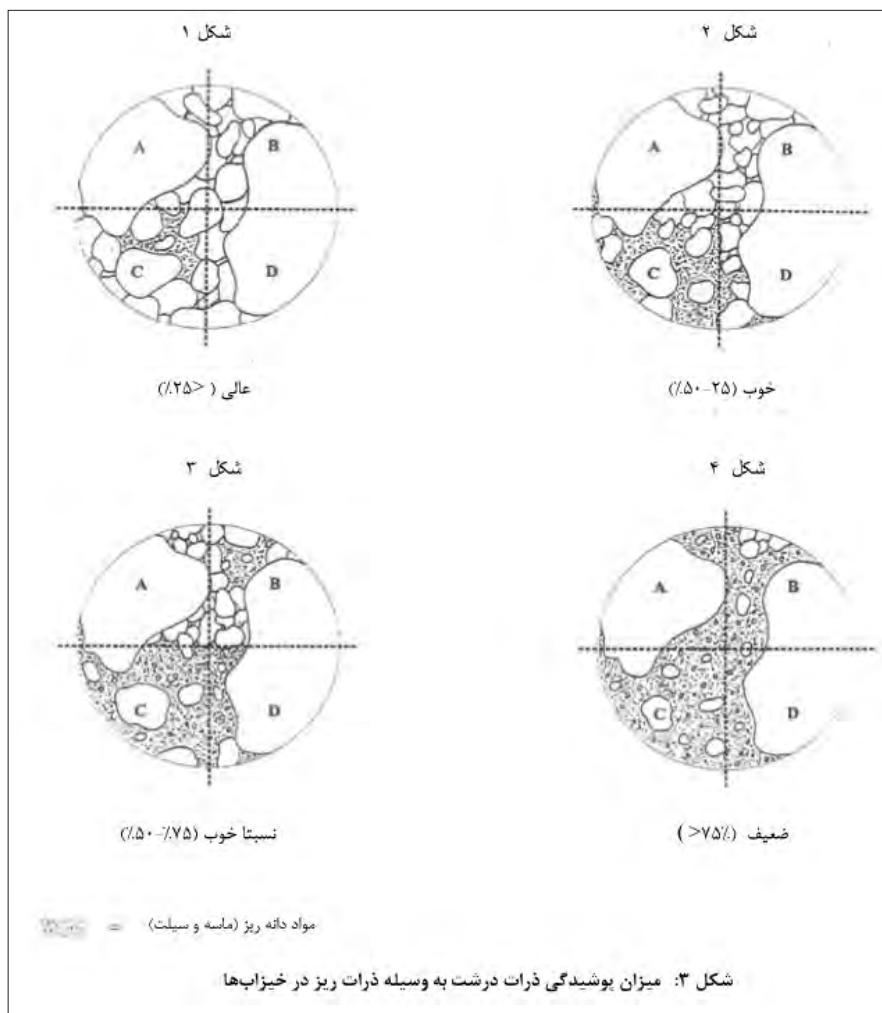 شکل ۱
شکل ۲
A
B
C
D
A
B
C
D
عالی ( <۲۵٪)
خوب (۲۵-۵۰٪)
شکل ۳
شکل ۴
A
B
C
D
A
B
C
D
نسبتا خوب (۷۵٪-۵۰٪)
ضعیف (۷۵٪< )
مواد دانه ریز (ماسه و سیلت)
شکل ۳: میزان پوشیدگی ذرات درشت به وسیله ذرات ریز در خیزاب‌ها